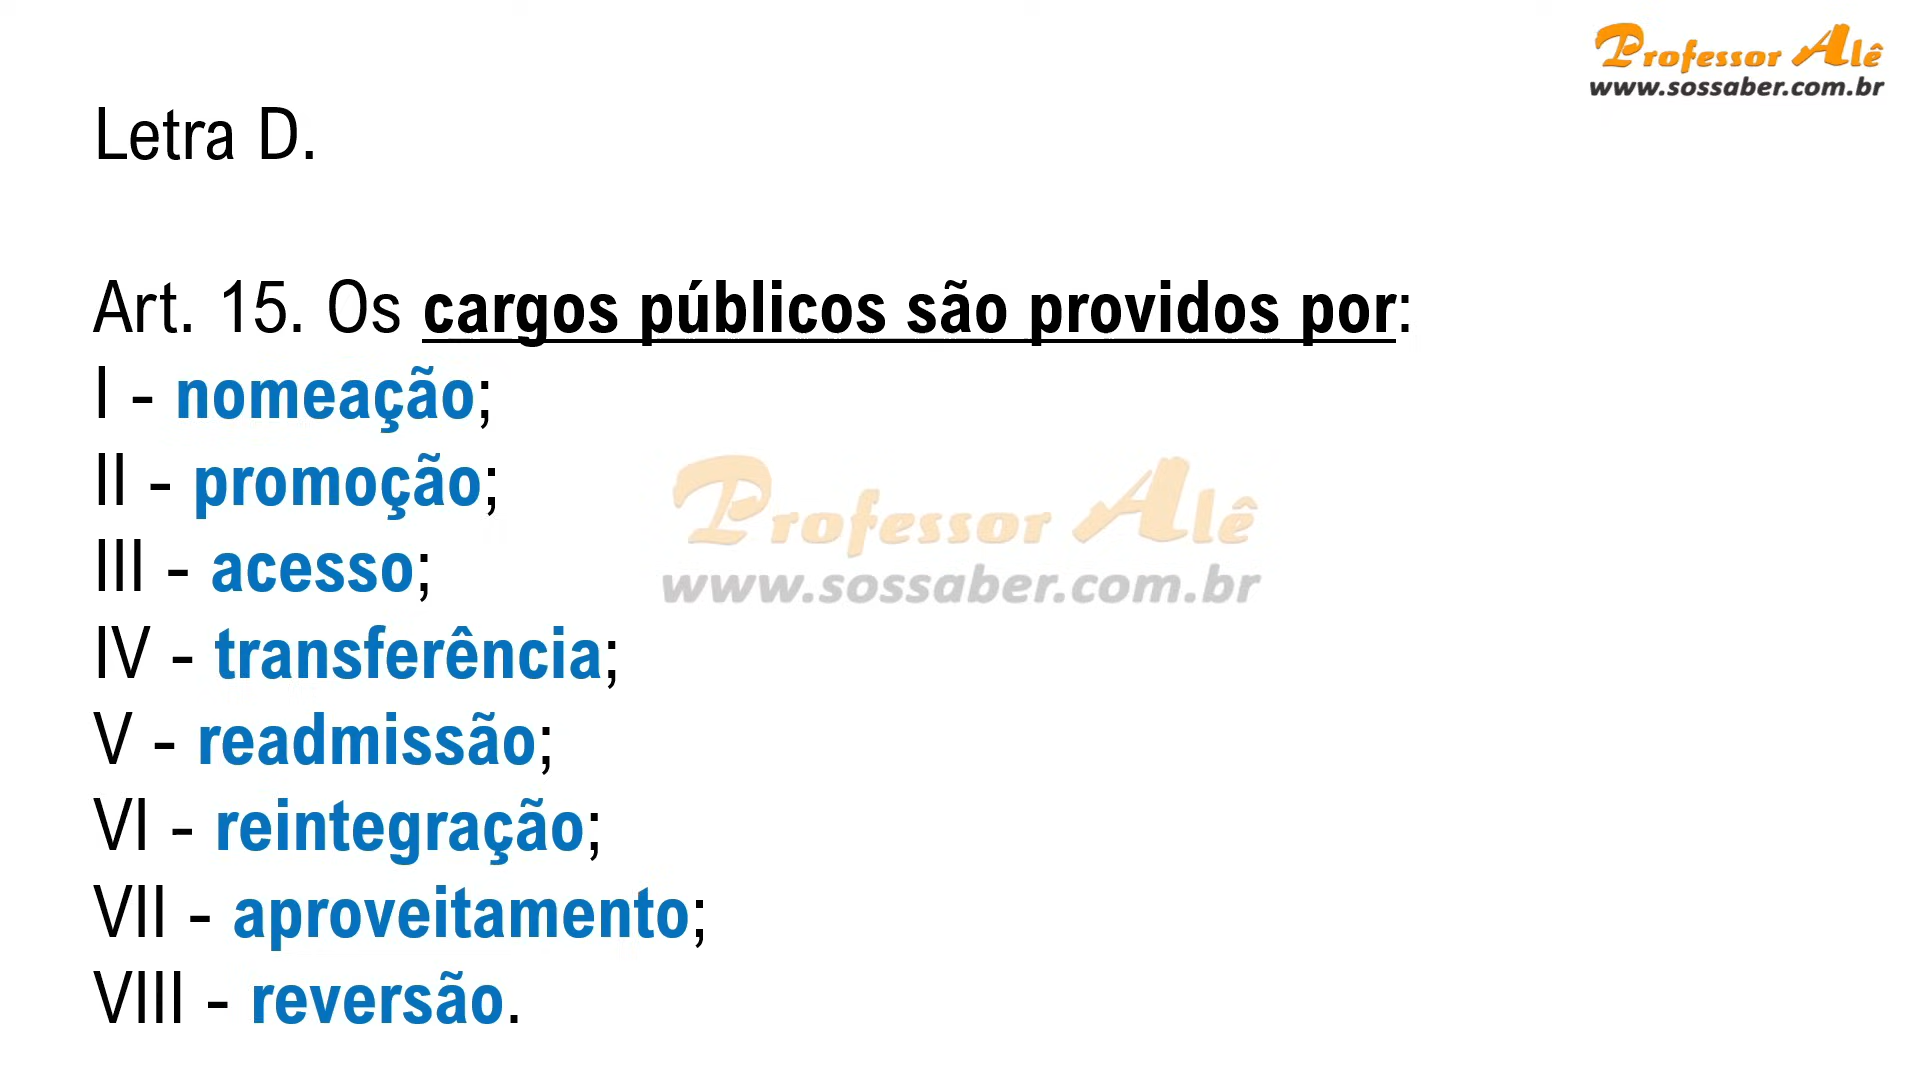 Professor Alê
www.sossaber.com.br
Letra D.
Art. 15. Os cargos públicos são providos por:
I - nomeação;
II - promoção;
III - acesso;
IV - transferência;
V - readmissão;
VI - reintegração;
VII - aproveitamento;
VIII - reversão.
Professor Alê
www.sossaber.com.br